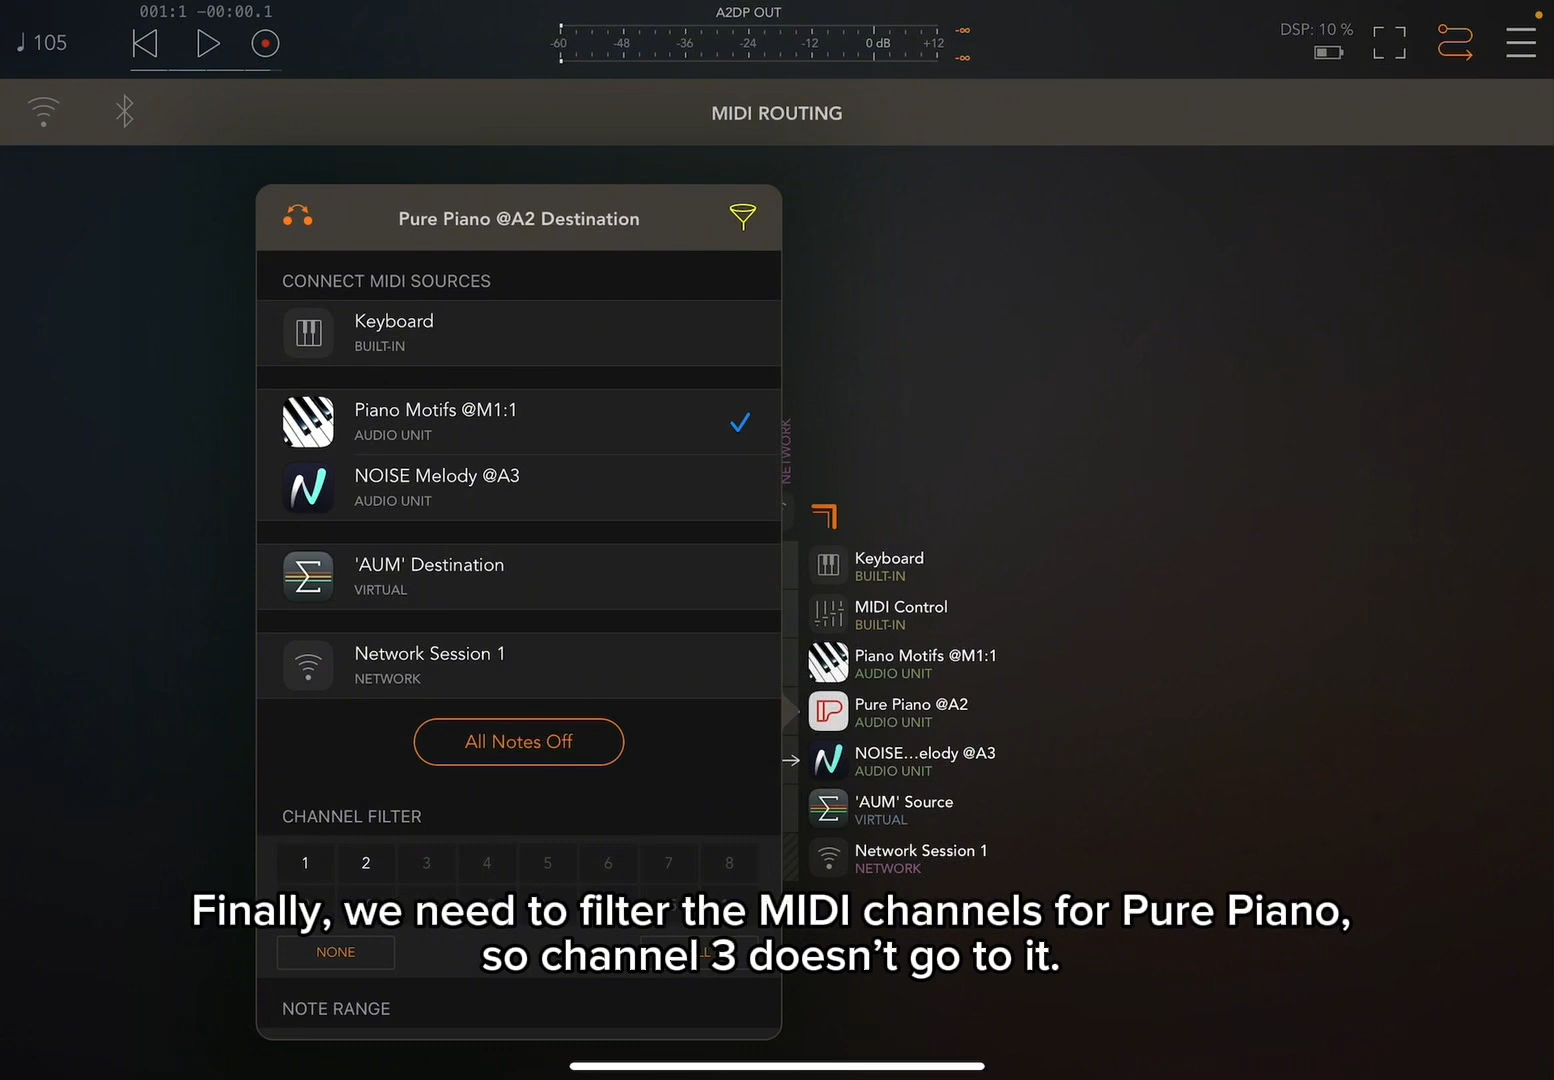 001:1 -00:00.1
A2DP OUT
105
-60 -48 -36 -24 -12 0 dB +12
-∞
-∞
DSP: 10 %
MIDI ROUTING
Pure Piano @A2 Destination
CONNECT MIDI SOURCES
Keyboard
BUILT-IN
Piano Motifs @M1:1
AUDIO UNIT
NOISE Melody @A3
AUDIO UNIT
'AUM' Destination
VIRTUAL
Network Session 1
NETWORK
All Notes Off
CHANNEL FILTER
1 2 3 4 5 6 7 8
NONE
NOTE RANGE
NETWORK
Keyboard
BUILT-IN
MIDI Control
BUILT-IN
Piano Motifs @M1:1
AUDIO UNIT
Pure Piano @A2
AUDIO UNIT
NOISE...elody @A3
AUDIO UNIT
'AUM' Source
VIRTUAL
Network Session 1
NETWORK
Finally, we need to filter the MIDI channels for Pure Piano,
so channel 3 doesn't go to it.